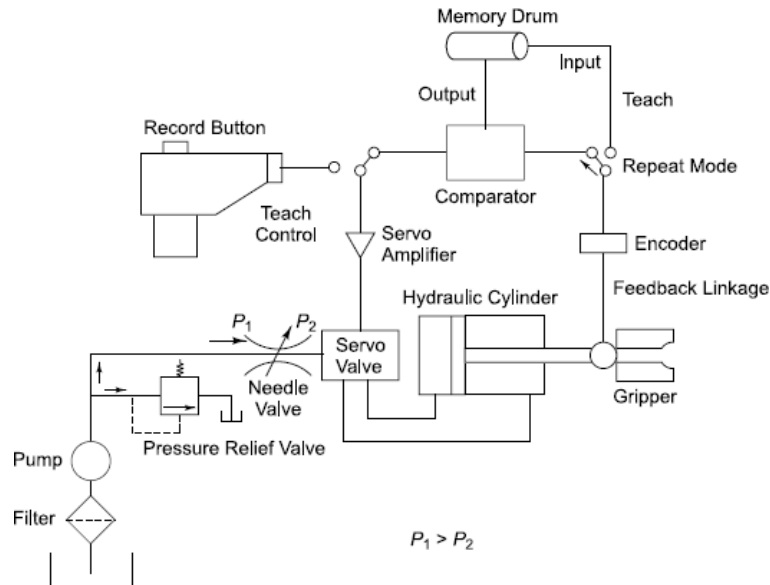 Memory Drum
Input
Output
Teach
Record Button
Repeat Mode
Comparator
Teach
Control
Servo
Amplifier
Encoder
Feedback Linkage
Hydraulic Cylinder
P1
P2
Servo
Valve
Needle
Valve
Gripper
Pressure Relief Valve
Pump
Filter
P1 > P2